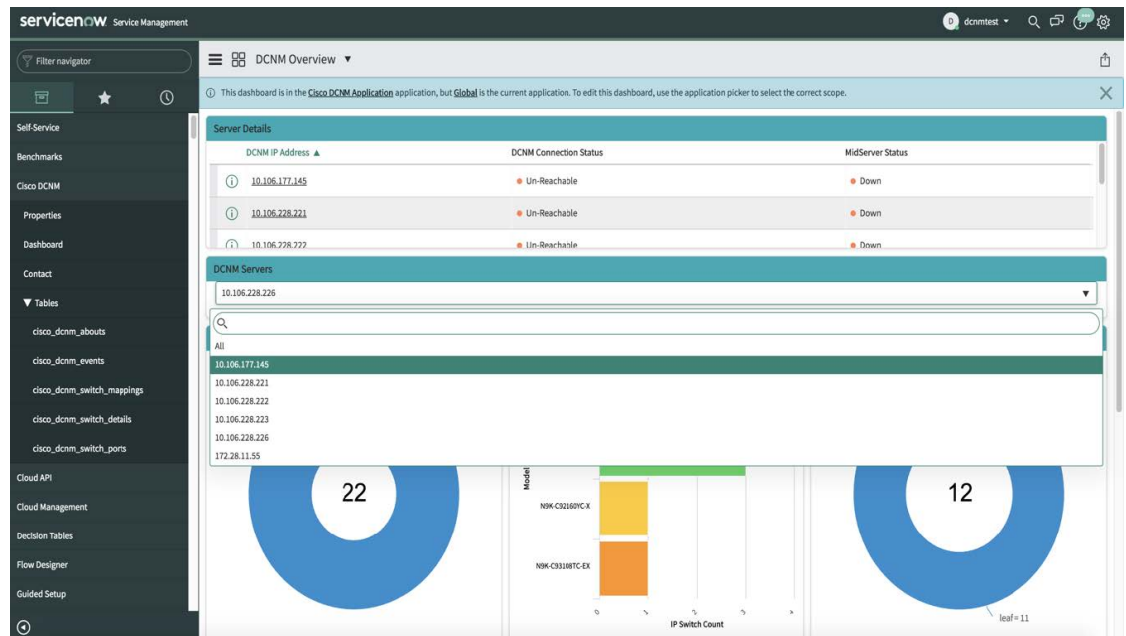 servicenow Service Management
dcnmtest
Filter navigator
Self-Service
Benchmarks
Cisco DCNM
Properties
Dashboard
Contact
Tables
cisco_dcnm_abouts
cisco_dcnm_events
cisco_dcnm_switch_mappings
cisco_dcnm_switch_details
cisco_dcnm_switch_ports
Cloud API
Cloud Management
Decision Tables
Flow Designer
Guided Setup
DCNM Overview
This dashboard is in the Cisco DCNM Application application, but Global is the current application. To edit this dashboard, use the application picker to select the correct scope.
Server Details
DCNM IP Address DCNM Connection Status MidServer Status
10.106.177.145 Un-Reachable Down
10.106.228.221 Un-Reachable Down
10.106.228.222 Un-Reachable Down
DCNM Servers
10.106.228.226
All
10.106.177.145
10.106.228.221
10.106.228.222
10.106.228.223
10.106.228.226
172.28.11.55
22
Model
N9K-C92160YC-X
N9K-C93108TC-EX
0 1 2 3 4
IP Switch Count
12
leaf = 11